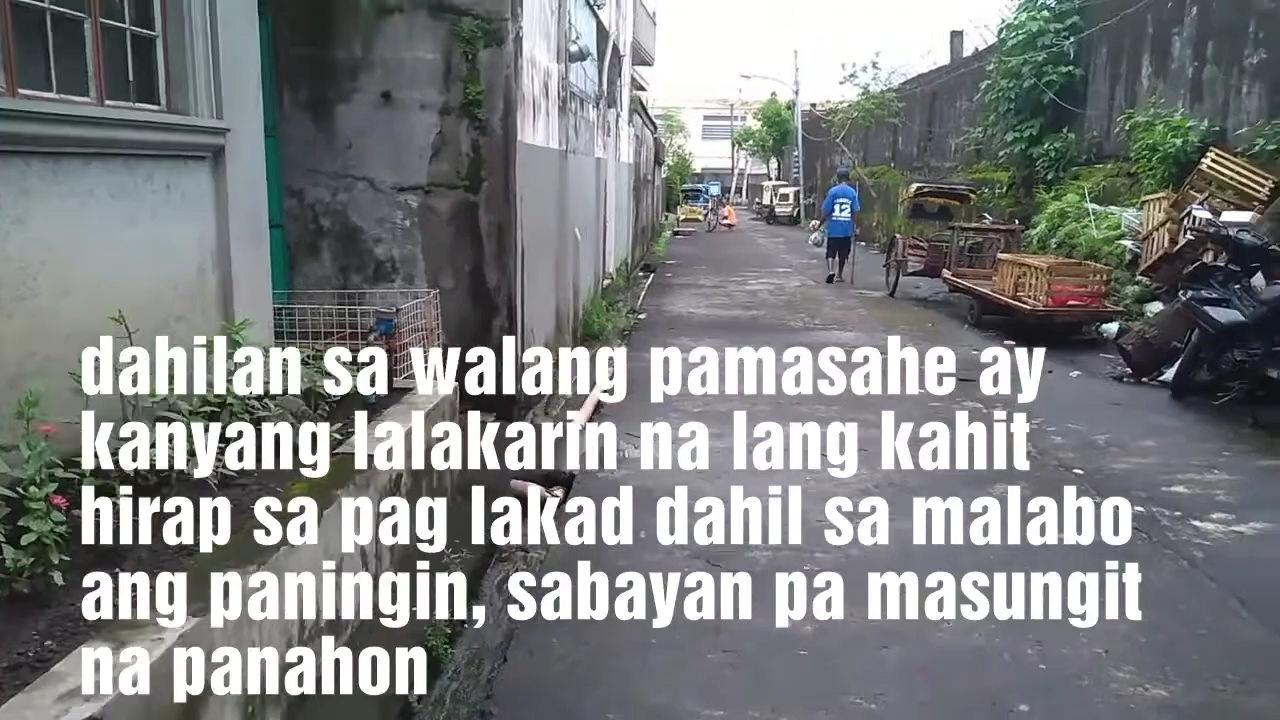 12
dahilan sa walang pamasahe ay
kanyang lalakarin na lang kahit
hirap sa pag lakad dahil sa malabo
ang paningin, sabayan pa masungit
na panahon